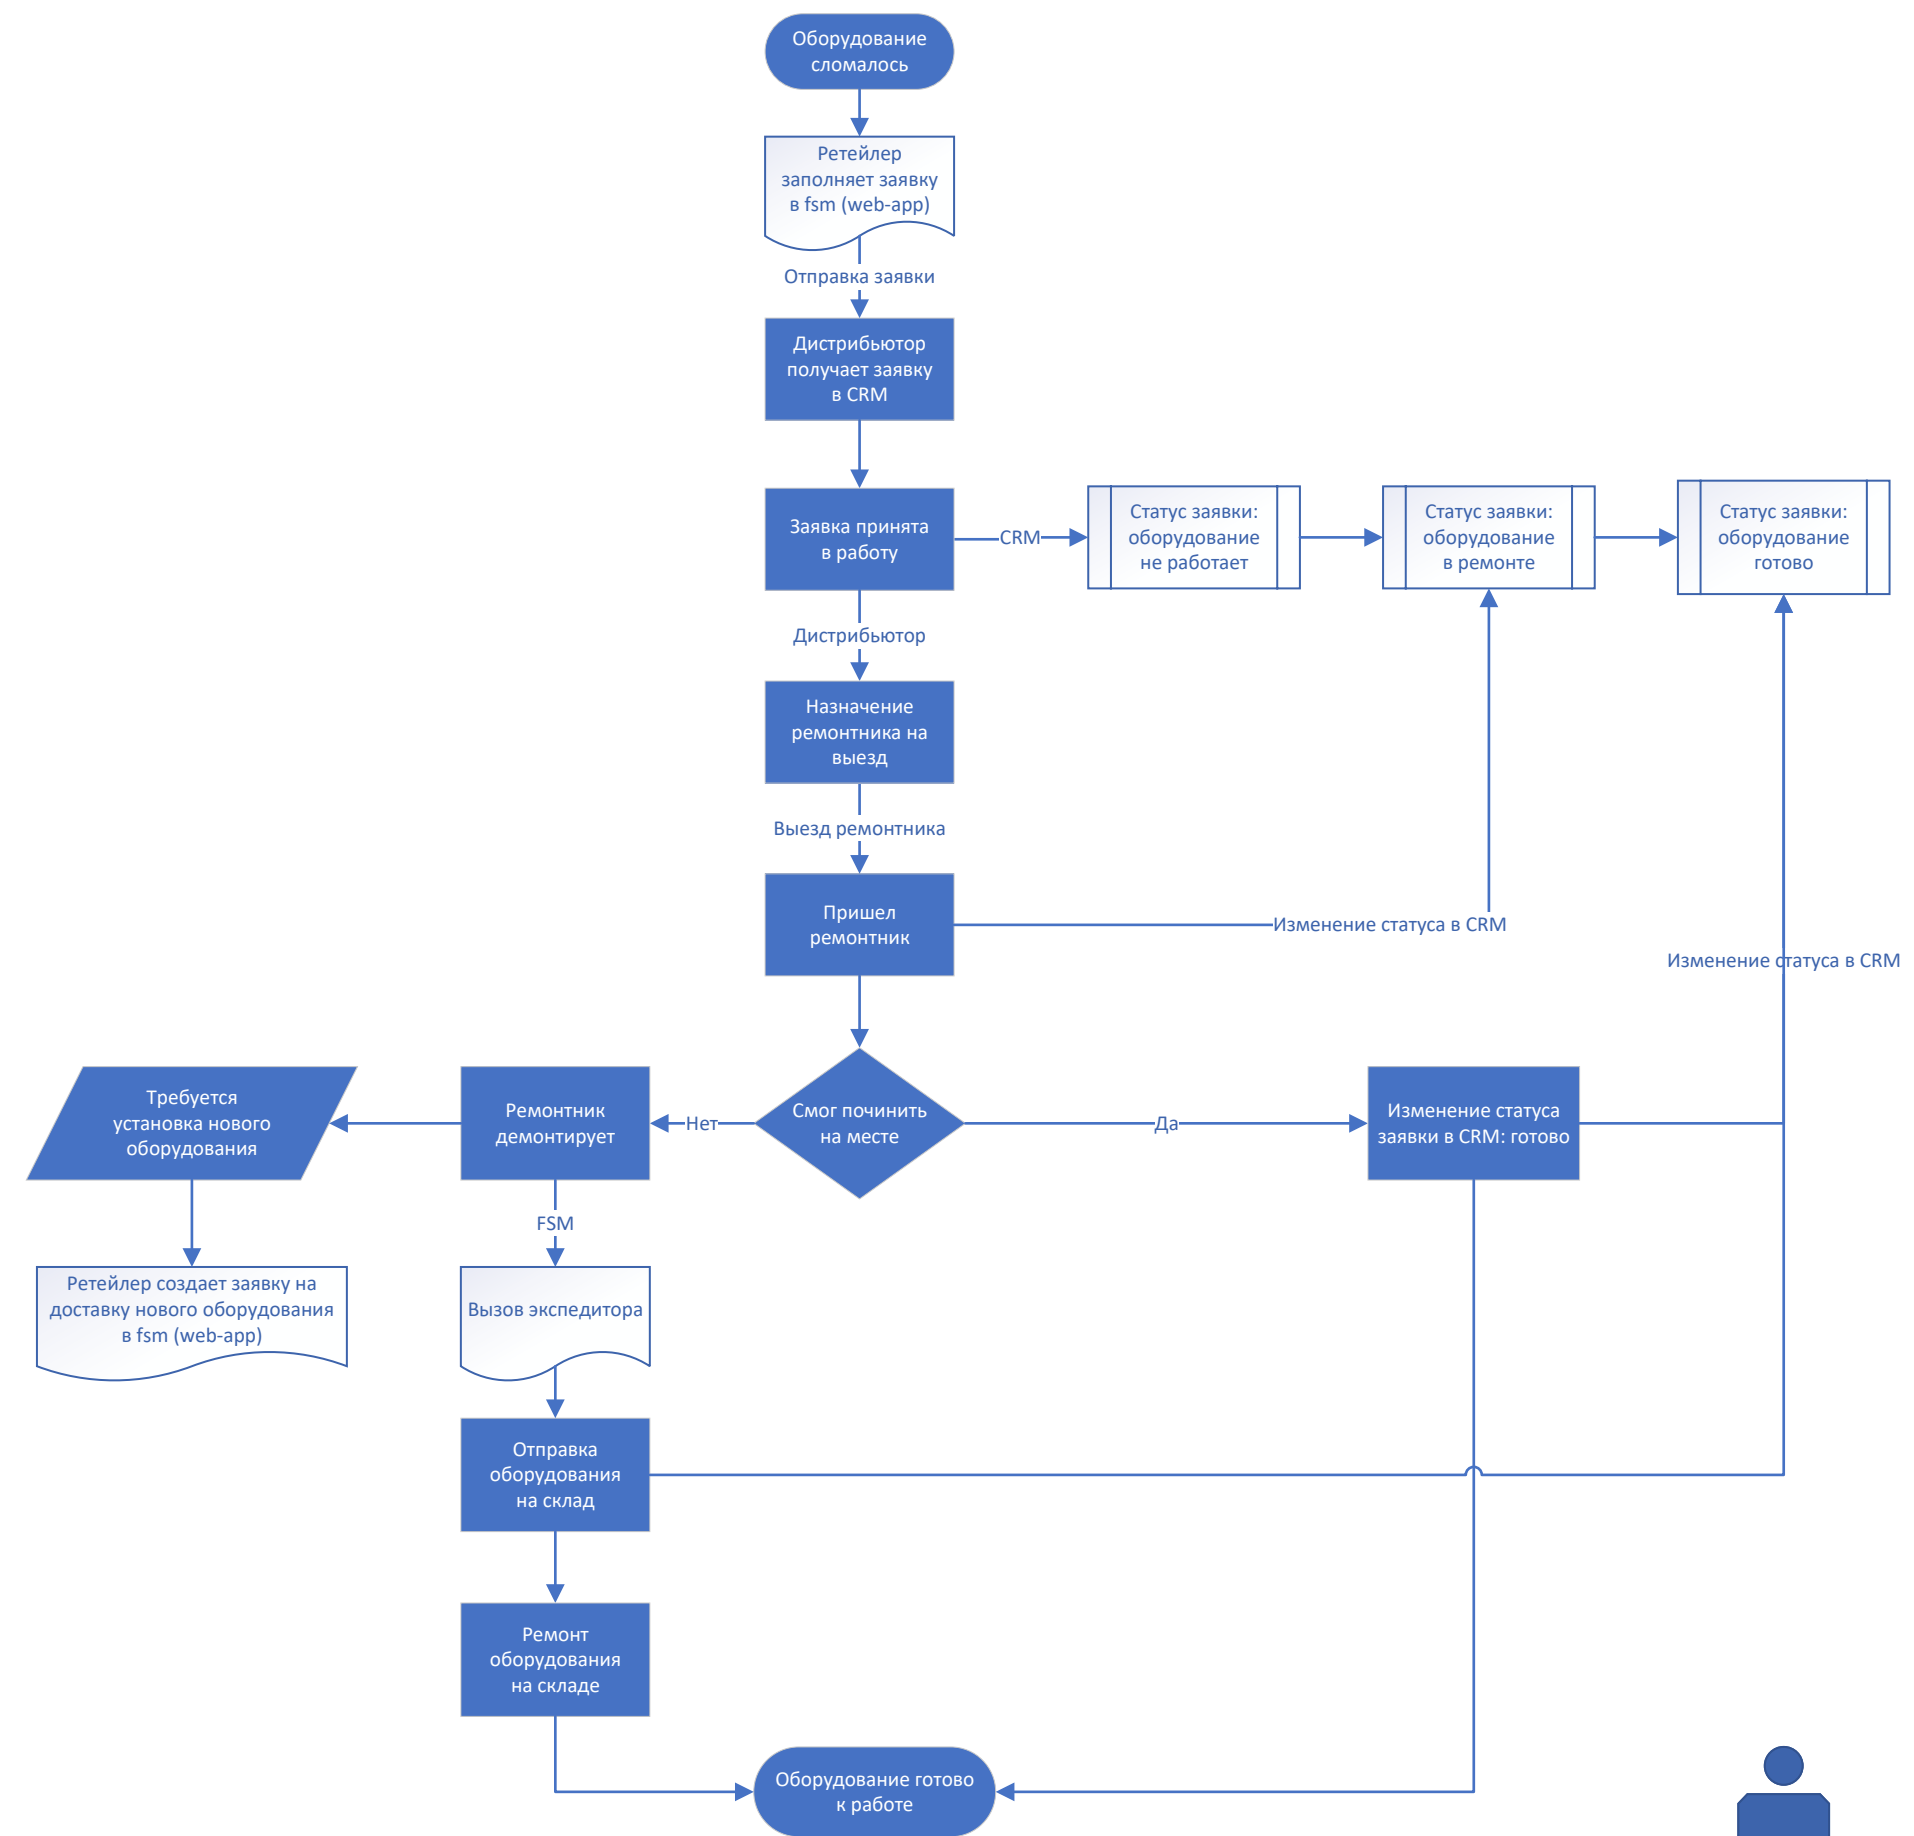 Оборудование
сломалось
Ретейлер
заполняет заявку
в fsm (web-app)
Отправка заявки
Дистрибьютор
получает заявку
в CRM
Заявка принята
в работу
CRM
Статус заявки:
оборудование
не работает
Статус заявки:
оборудование
в ремонте
Статус заявки:
оборудование
готово
Дистрибьютор
Назначение
ремонтника на
выезд
Выезд ремонтника
Пришел
ремонтник
Изменение статуса в CRM
Изменение статуса в CRM
Требуется
установка нового
оборудования
Ремонтник
демонтирует
Нет
Смог починить
на месте
Да
Изменение статуса
заявки в CRM: готово
FSM
Ретейлер создает заявку на
доставку нового оборудования
в fsm (web-app)
Вызов экспедитора
Отправка
оборудования
на склад
Ремонт
оборудования
на складе
Оборудование готово
к работе